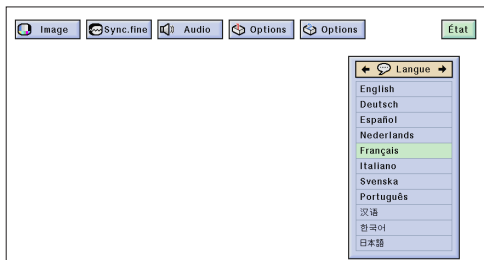 Image Sync.fine Audio Options Options État
Langue
English
Deutsch
Español
Nederlands
Français
Italiano
Svenska
Português
汉语
한국어
日本語